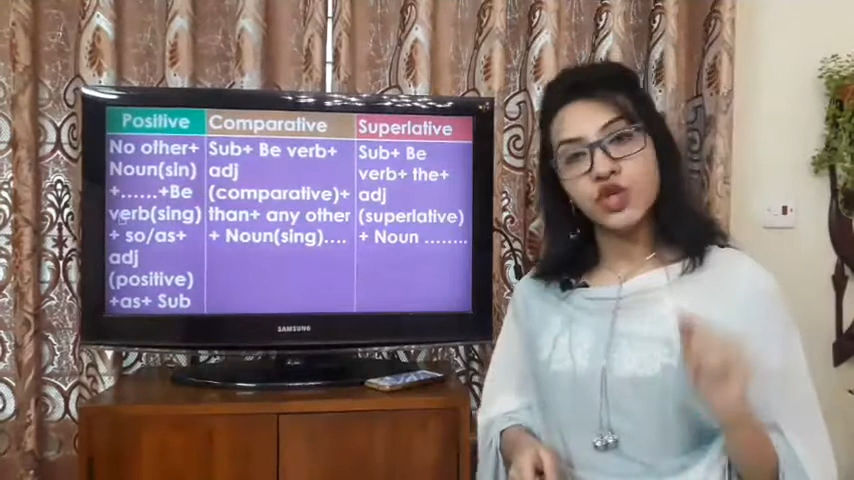 Positive
No other+
Noun(sin)
+......+Be
verb(sing)
+ so/as+
adj
(positive)
+as+ Sub
Comparative
Sub+ BE verb+
adj
(comparative)+
than+ any other
+ Noun(sing)....
Superlative
Sub+ Be
verb+ the+
adj
(superlative)
+ Noun ........
SAMSUNG